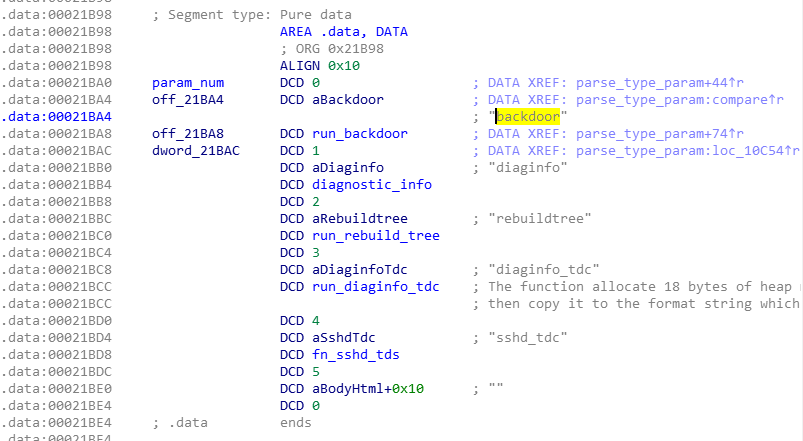 .data:00021B98 ; Segment type: Pure data
.data:00021B98 AREA .data, DATA
.data:00021B98 ; ORG 0x21B98
.data:00021B98 ALIGN 0x10
.data:00021BA0 param_num DCD 0 ; DATA XREF: parse_type_param+44↑r
.data:00021BA4 off_21BA4 DCD aBackdoor ; DATA XREF: parse_type_param:compare↑r
.data:00021BA4 ; "backdoor"
.data:00021BA8 off_21BA8 DCD run_backdoor ; DATA XREF: parse_type_param+74↑r
.data:00021BAC dword_21BAC DCD 1 ; DATA XREF: parse_type_param:loc_10C54↑r
.data:00021BB0 DCD aDiaginfo ; "diaginfo"
.data:00021BB4 DCD diagnostic_info
.data:00021BB8 DCD 2
.data:00021BBC DCD aRebuildtree ; "rebuildtree"
.data:00021BC0 DCD run_rebuild_tree
.data:00021BC4 DCD 3
.data:00021BC8 DCD aDiaginfoTdc ; "diaginfo_tdc"
.data:00021BCC DCD run_diaginfo_tdc ; The function allocate 18 bytes of heap
.data:00021BCC ; then copy it to the format string which
.data:00021BD0 DCD 4
.data:00021BD4 DCD aSshdTdc ; "sshd_tdc"
.data:00021BD8 DCD fn_sshd_tds
.data:00021BDC DCD 5
.data:00021BE0 DCD aBodyHtml+0x10 ; ""
.data:00021BE4 DCD 0
.data:00021BE4 ; .data ends
.data:00021BE4